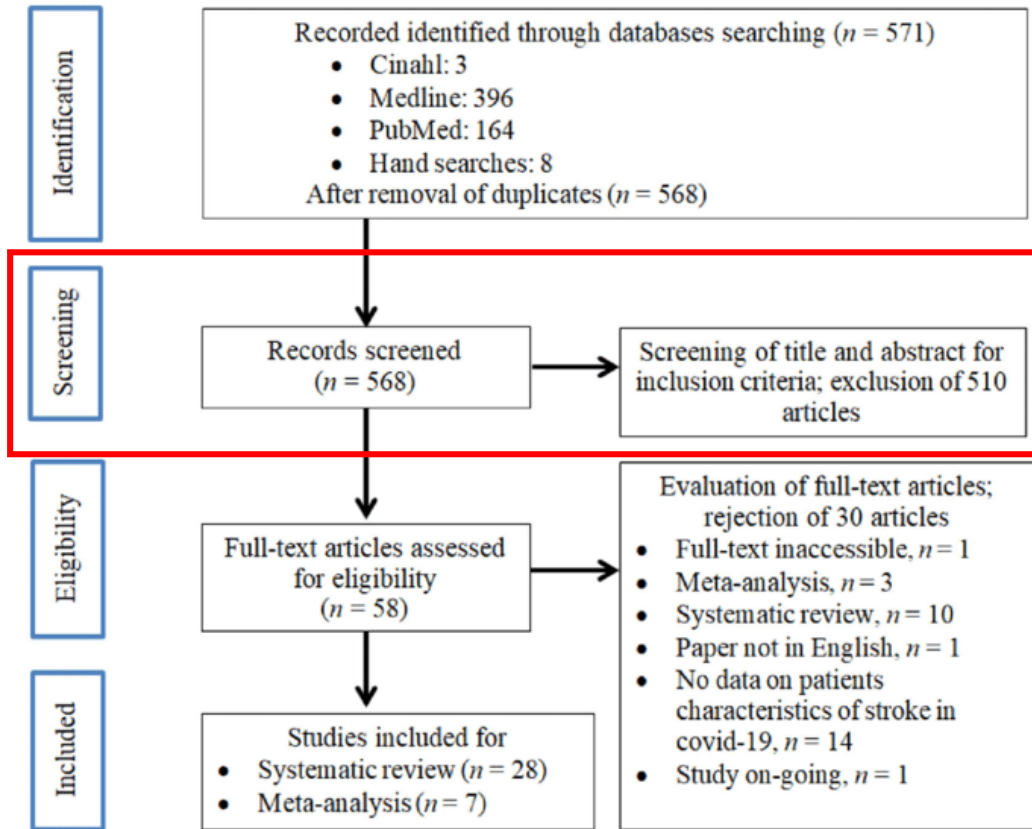 Identification
Recorded identified through databases searching (n = 571)
• Cinahl: 3
• Medline: 396
• PubMed: 164
• Hand searches: 8
After removal of duplicates (n = 568)
Screening
Records screened
(n = 568)
Screening of title and abstract for
inclusion criteria; exclusion of 510
articles
Eligibility
Full-text articles assessed
for eligibility
(n = 58)
Evaluation of full-text articles;
rejection of 30 articles
• Full-text inaccessible, n = 1
• Meta-analysis, n = 3
• Systematic review, n = 10
• Paper not in English, n = 1
• No data on patients
characteristics of stroke in
covid-19, n = 14
• Study on-going, n = 1
Included
Studies included for
• Systematic review (n = 28)
• Meta-analysis (n = 7)